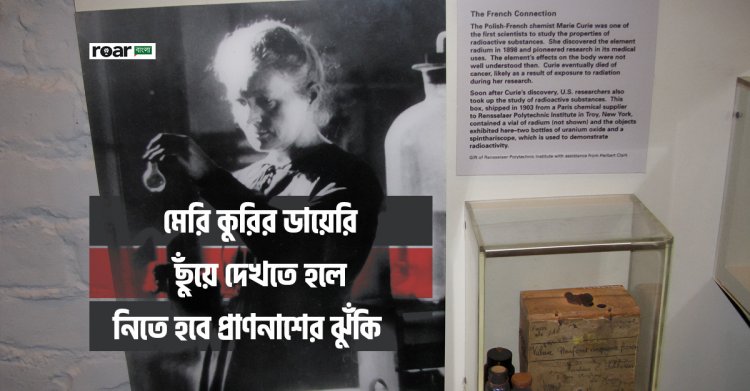 roar বাংলা
মেরি কুরির ডায়েরি
ছুঁয়ে দেখতে হলে
নিতে হবে প্রাণনাশের ঝুঁকি
The French Connection
The Polish-French chemist Marie Curie was one of
the first scientists to study the properties of
radioactive substances. She discovered the element
radium in 1898 and pioneered research in its medical
uses. The element's effects on the body were not
well understood then. Curie eventually died of
cancer, likely as a result of exposure to radiation
during her research.
Soon after Curie's discovery, U.S. researchers also
took up the study of radioactive substances. This
box, shipped in 1903 from a Paris chemical supplier
to Rensselaer Polytechnic Institute in Troy, New York,
contained a vial of radium (not shown) and the objects
exhibited here–two bottles of uranium oxide and a
spinthariscope, which is used to demonstrate
radioactivity.
Gift of Rensselaer Polytechnic Institute with assistance from Herbert Clark